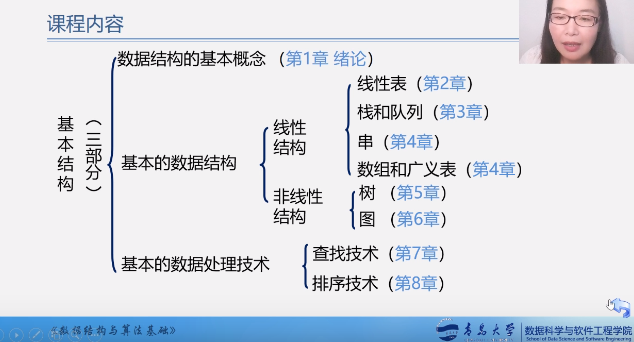 课程内容
数据结构的基本概念 （第1章 绪论）
线性表（第2章）
栈和队列（第3章）
线性
结构
串（第4章）
数组和广义表（第4章）
基本结构
（三部分）
基本的数据结构
非线性
结构
树 （第5章）
图 （第6章）
基本的数据处理技术
查找技术（第7章）
排序技术（第8章）
《数据结构与算法基础》
青岛大学
数据科学与软件工程学院
School of Data Science and Software Engineering